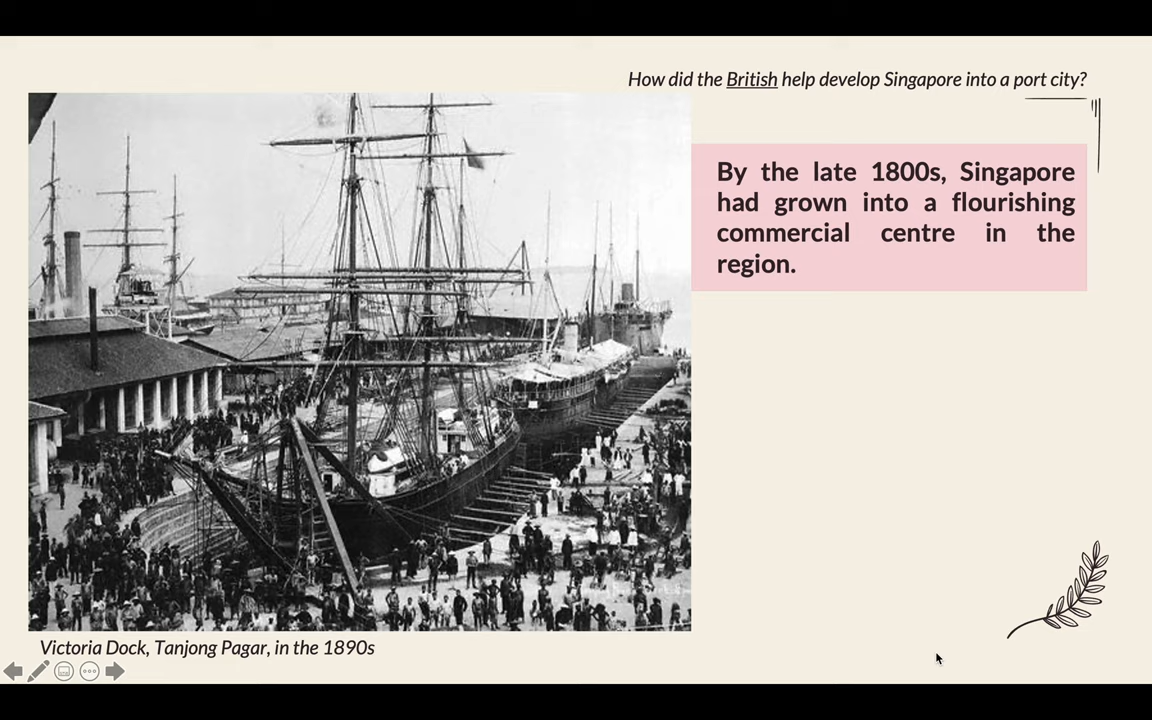 How did the British help develop Singapore into a port city?
By the late 1800s, Singapore
had grown into a flourishing
commercial centre in the
region.
Victoria Dock, Tanjong Pagar, in the 1890s